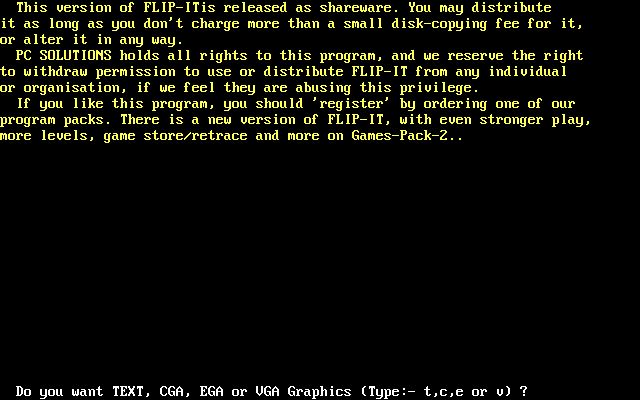 This version of FLIP-ITis released as shareware. You may distribute
it as long as you don't charge more than a small disk-copying fee for it,
or alter it in any way.
PC SOLUTIONS holds all rights to this program, and we reserve the right
to withdraw permission to use or distribute FLIP-IT from any individual
or organisation, if we feel they are abusing this privilege.
If you like this program, you should 'register' by ordering one of our
program packs. There is a new version of FLIP-IT, with even stronger play,
more levels, game store/retrace and more on Games-Pack-2..
Do you want TEXT, CGA, EGA or VGA Graphics (Type:- t,c,e or v) ?